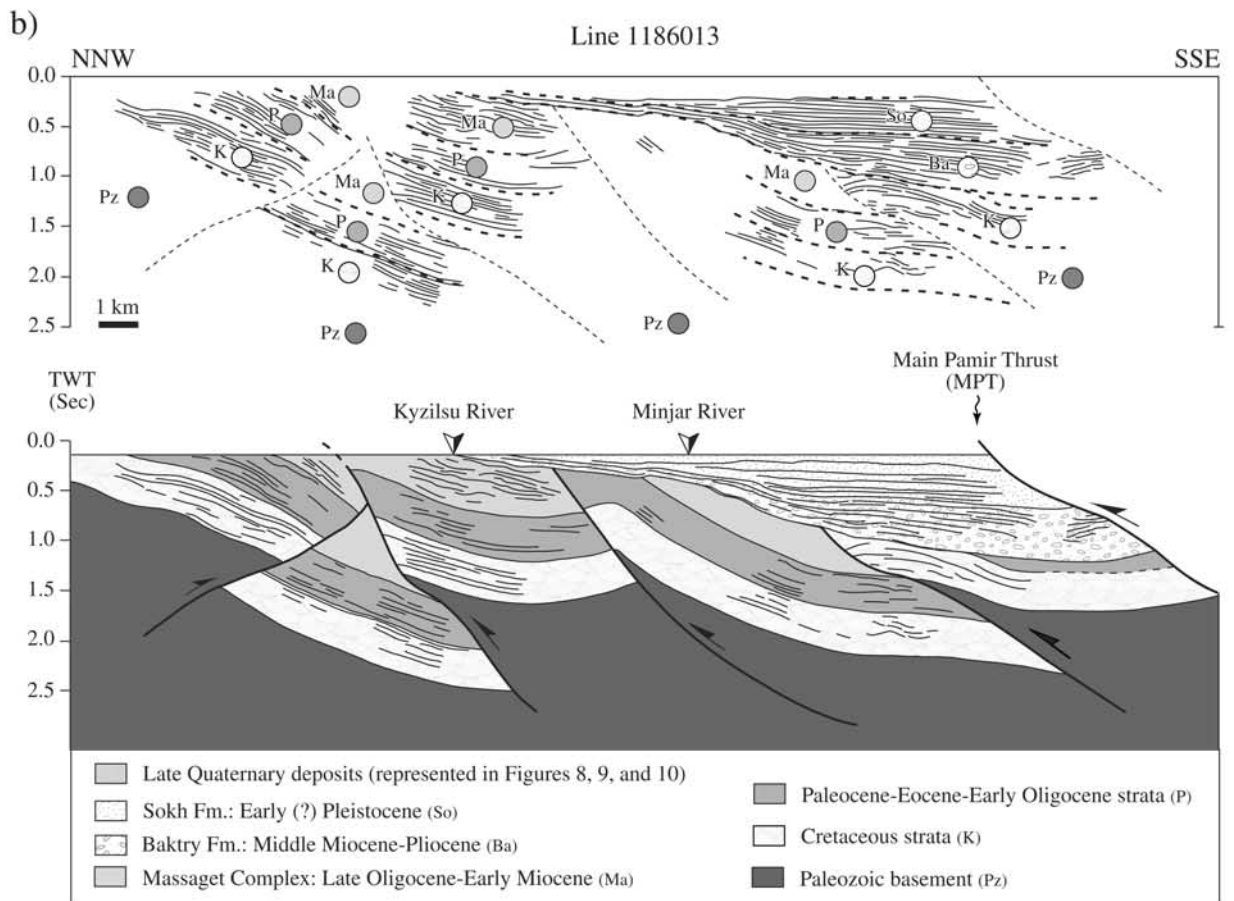 b)
Line 1186013
NNW
SSE
0.0
0.5
1.0
1.5
2.0
2.5
Ma
P
K
Pz
Ma
P
K
Ma
P
K
Pz
Pz
So
Ba
Ma
P
K
K
Pz
1 km
TWT
(Sec)
Kyzilsu River
Minjar River
Main Pamir Thrust
(MPT)
0.0
0.5
1.0
1.5
2.0
2.5
Late Quaternary deposits (represented in Figures 8, 9, and 10)
Sokh Fm.: Early (?) Pleistocene (So)
Baktry Fm.: Middle Miocene-Pliocene (Ba)
Massaget Complex: Late Oligocene-Early Miocene (Ma)
Paleocene-Eocene-Early Oligocene strata (P)
Cretaceous strata (K)
Paleozoic basement (Pz)